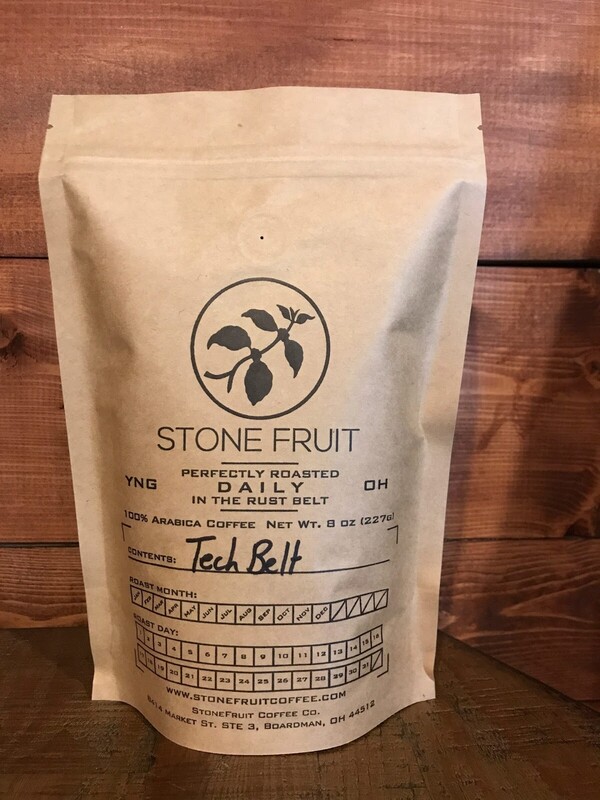 STONE FRUIT
PERFECTLY ROASTED
YNG DAILY OH
IN THE RUST BELT
100% ARABICA COFFEE NET WT. 8 OZ (227G)
CONTENTS: Tech Belt
ROAST MONTH:
JAN FEB MAR APR MAY JUN JUL AUG SEP OCT NOV DEC
ROAST DAY:
1 2 3 4 5 6 7 8 9 10 11 12 13 14 15 16
17 18 19 20 21 22 23 24 25 26 27 28 29 30 31
WWW.STONEFRUITCOFFEE.COM
STONEFRUIT COFFEE CO.
8414 MARKET ST. STE 3, BOARDMAN, OH 44512